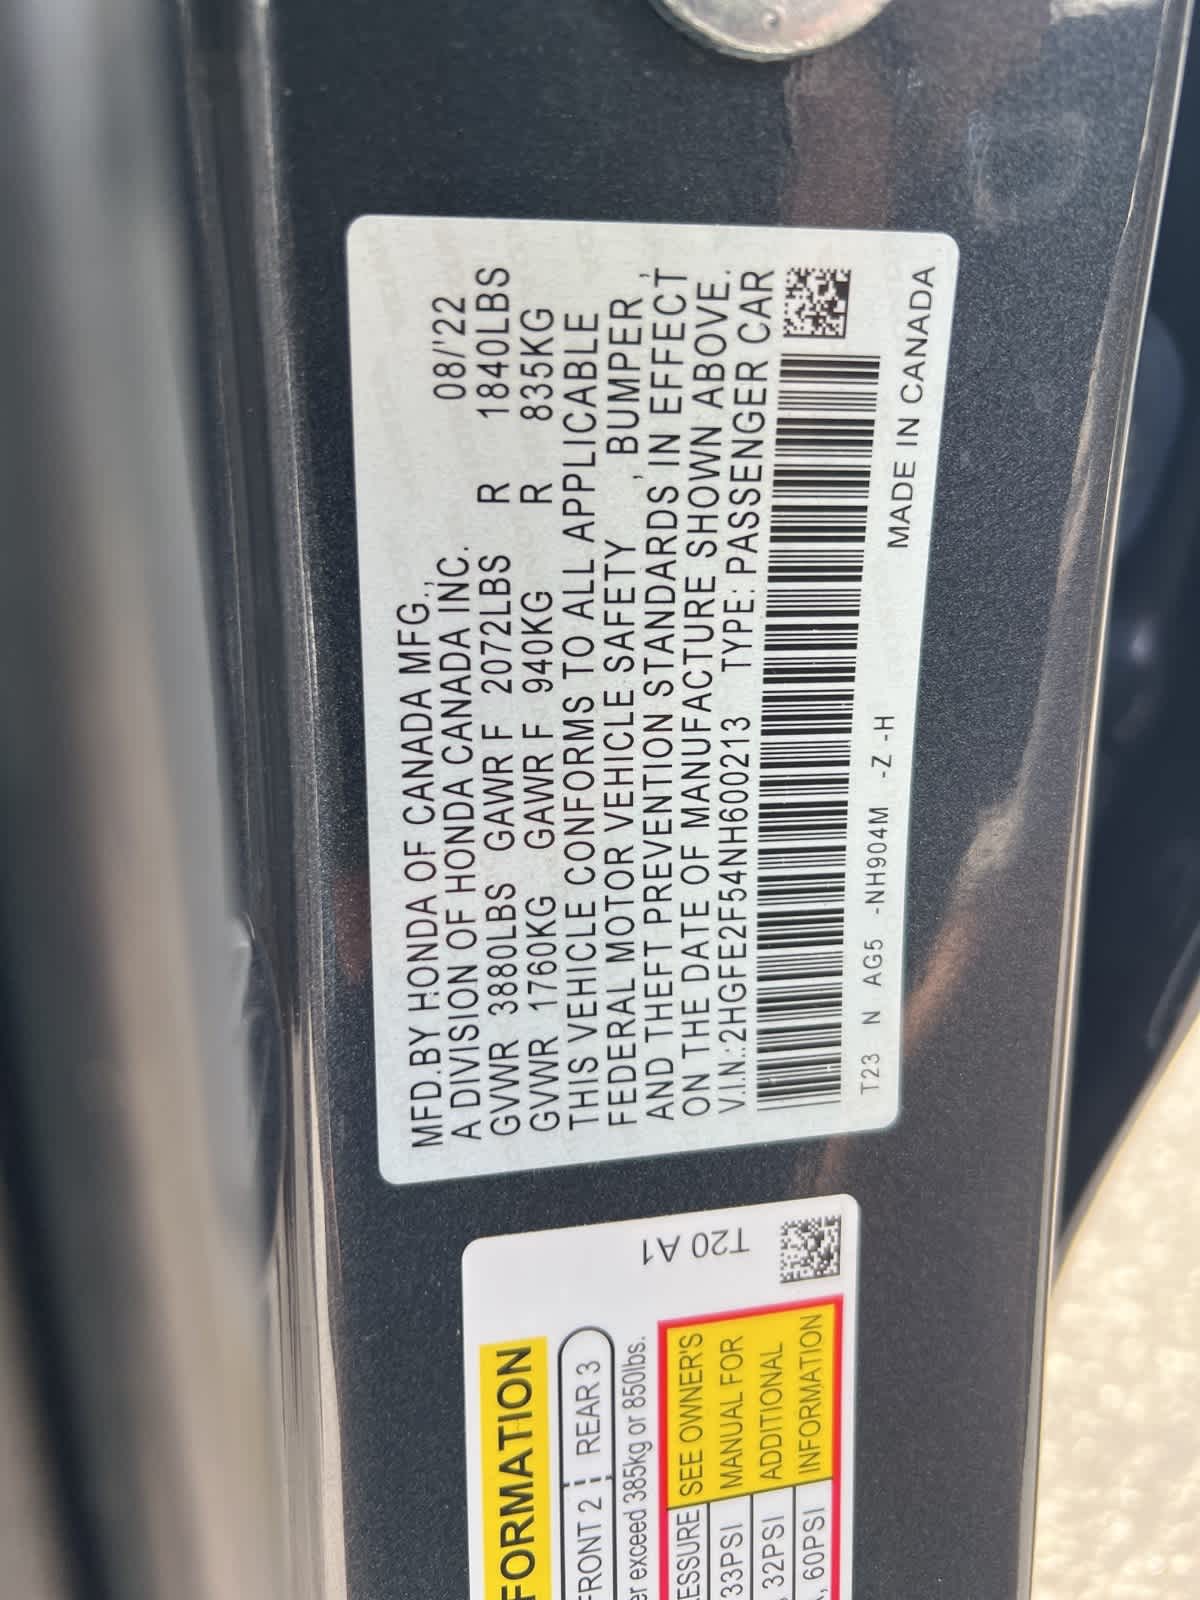 MFD.BY HONDA OF CANADA MFG.,
A DIVISION OF HONDA CANADA INC. 08/'22
GVWR 3880LBS GAWR F 2072LBS R 1840LBS
GVWR 1760KG GAWR F 940KG R 835KG
THIS VEHICLE CONFORMS TO ALL APPLICABLE
FEDERAL MOTOR VEHICLE SAFETY , BUMPER ,
AND THEFT PREVENTION STANDARDS IN EFFECT
ON THE DATE OF MANUFACTURE SHOWN ABOVE.
V.I.N.:2HGFE2F54NH600213 TYPE: PASSENGER CAR
T23 N AG5 -NH904M -Z -H
MADE IN CANADA
T20 A1
FORMATION
FRONT 2 REAR 3
exceed 385kg or 850lbs.
SEE OWNER'S
MANUAL FOR
ADDITIONAL
INFORMATION
33PSI
32PSI
60PSI